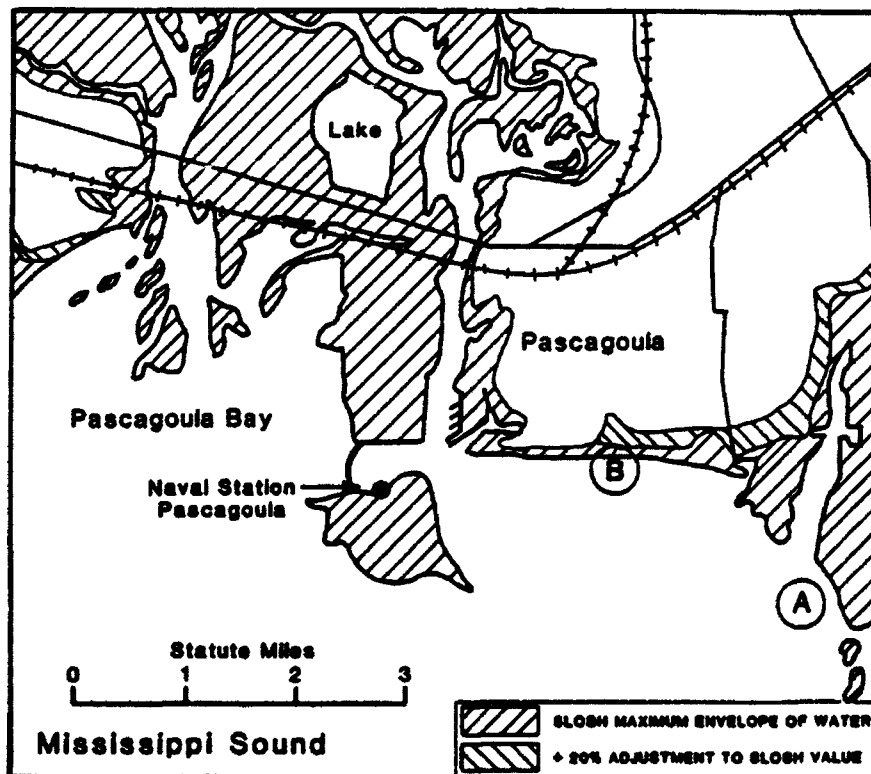 Lake
Pascagoula
Pascagoula Bay
B
Naval Station
Pascagoula
A
Statute Miles
0 1 2 3
Mississippi Sound
SLOSH MAXIMUM ENVELOPE OF WATER
+ 20% ADJUSTMENT TO SLOSH VALUE